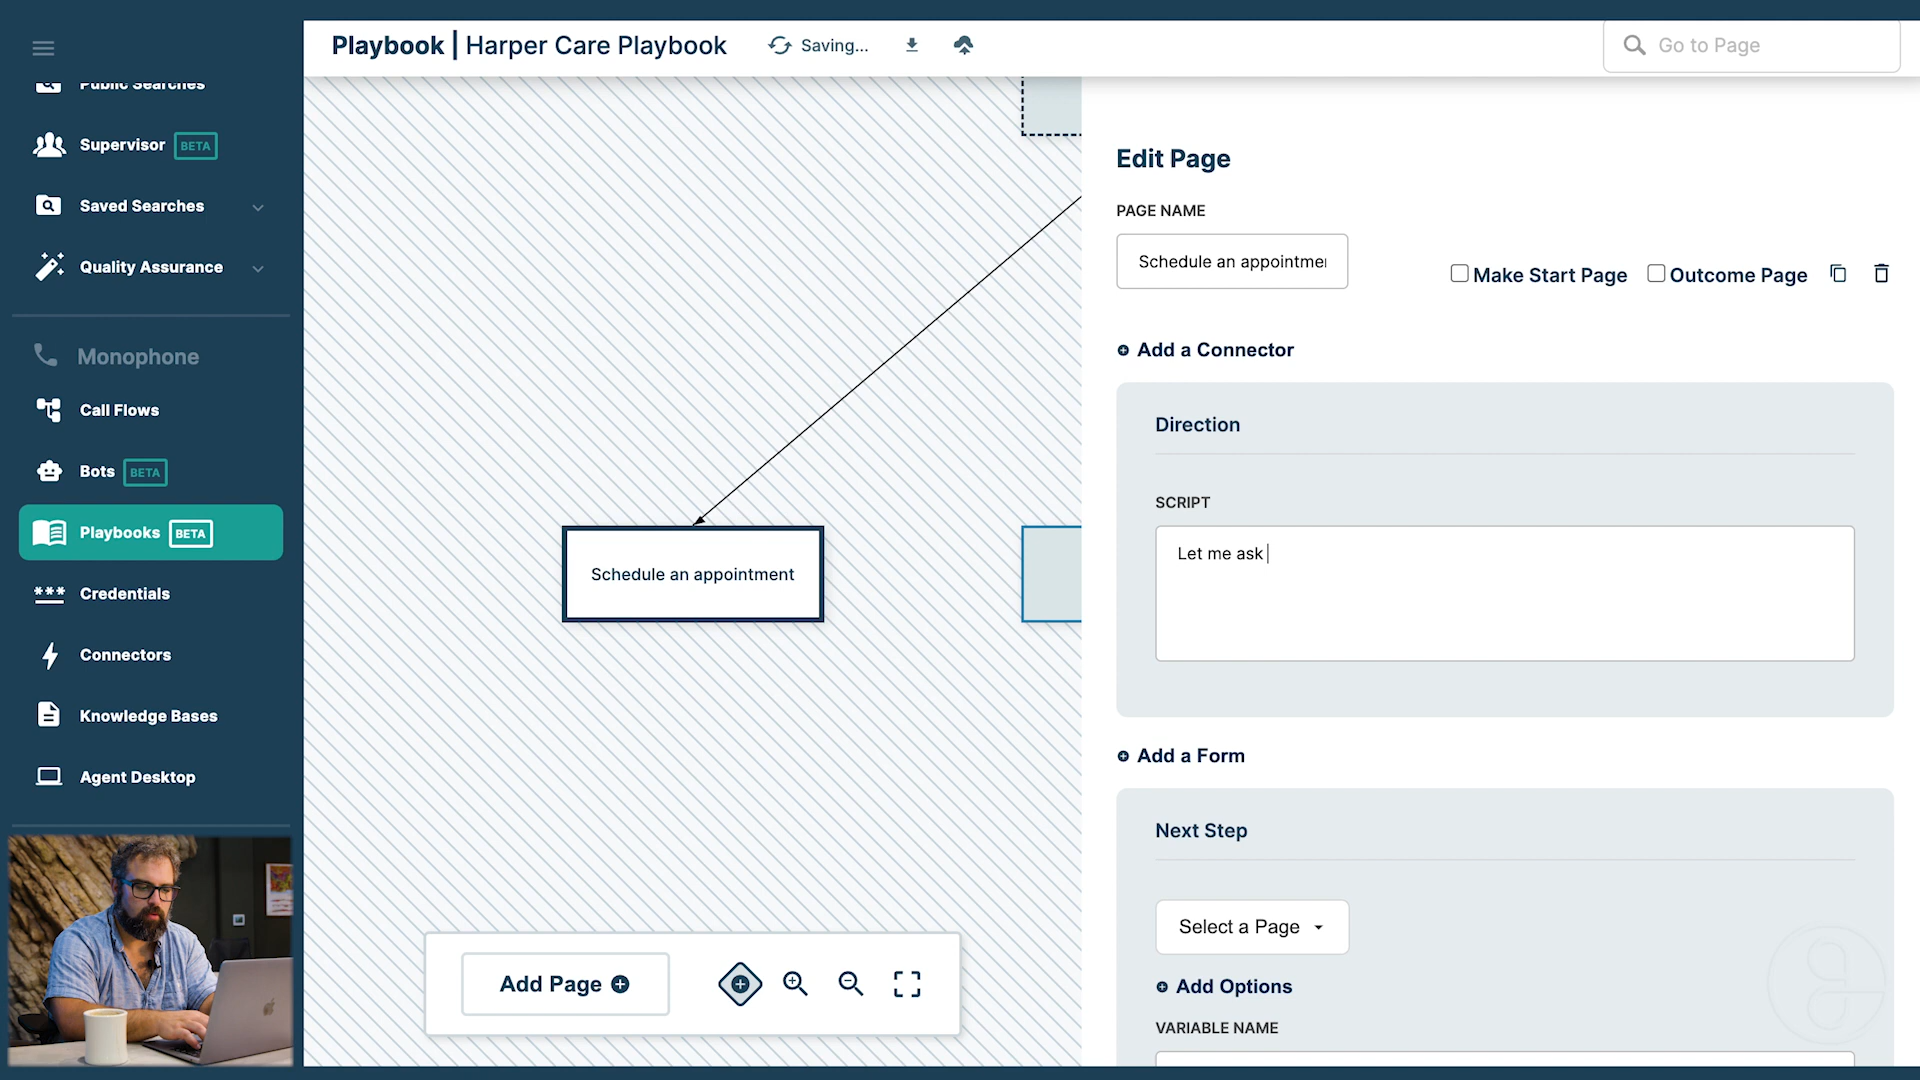 Playbook | Harper Care Playbook
Saving...
Go to Page
Public Searches
Supervisor BETA
Saved Searches
Quality Assurance
Monophone
Call Flows
Bots BETA
Playbooks BETA
Credentials
Connectors
Knowledge Bases
Agent Desktop
Schedule an appointment
Add Page
Edit Page
PAGE NAME
Schedule an appointme
Make Start Page
Outcome Page
Add a Connector
Direction
SCRIPT
Let me ask
Add a Form
Next Step
Select a Page
Add Options
VARIABLE NAME